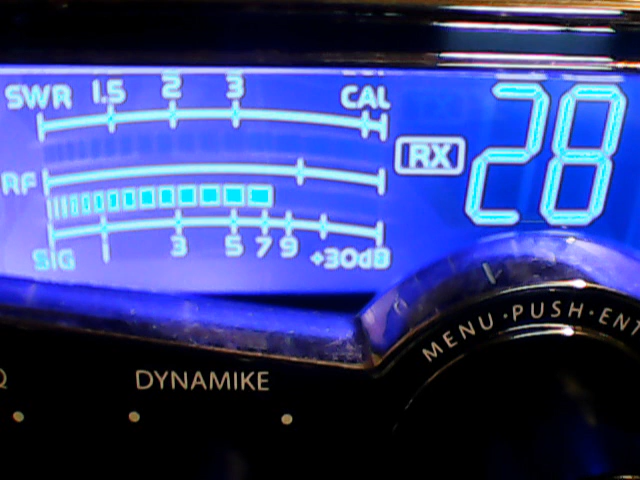 SWR 1.5 2 3 CAL
RX 28
RF
SIG 1 3 5 7 9 +30dB
MENU·PUSH·ENT
DYNAMIKE